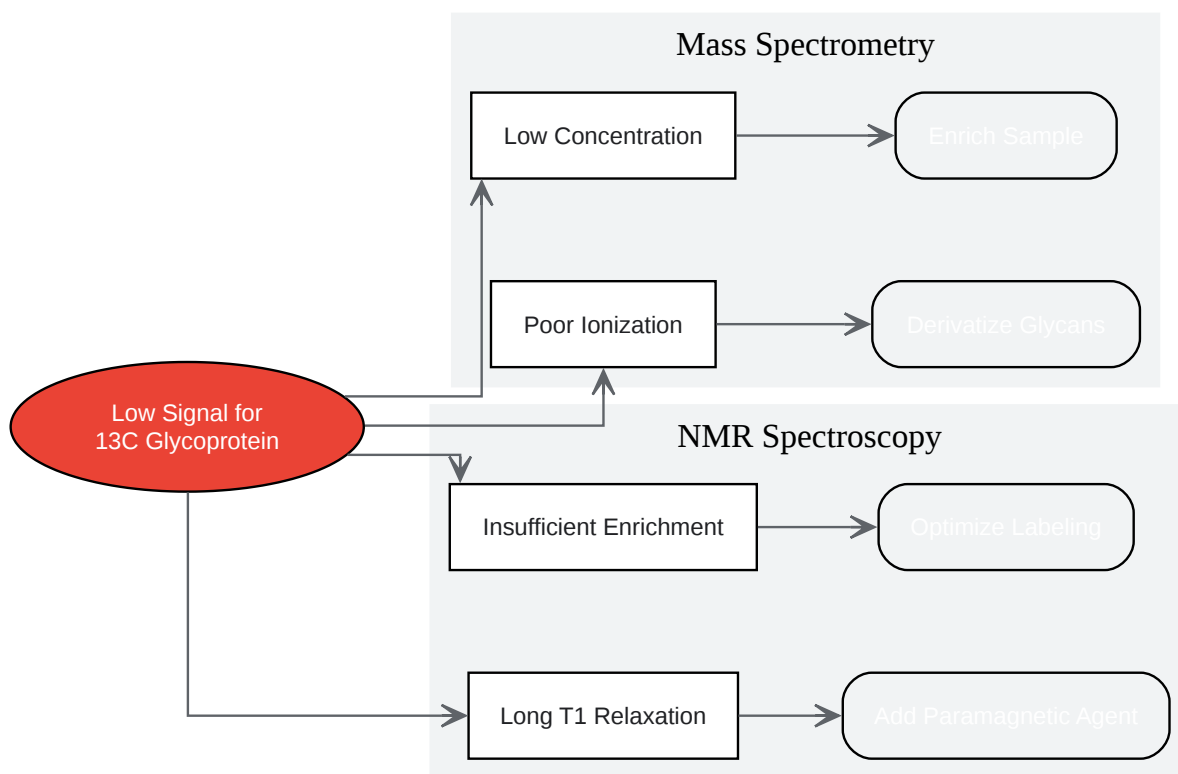 Mass Spectrometry
Low Concentration
Enrich Sample
Poor Ionization
Derivatize Glycans
Low Signal for
13C Glycoprotein
NMR Spectroscopy
Insufficient Enrichment
Optimize Labeling
Long T1 Relaxation
Add Paramagnetic Agent